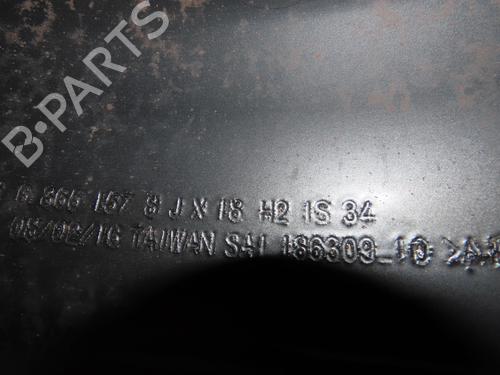 B-PARTS
6 866 157 8 J X 18 H2 IS 34
05/02/16 TAIWAN SAI 186309_10